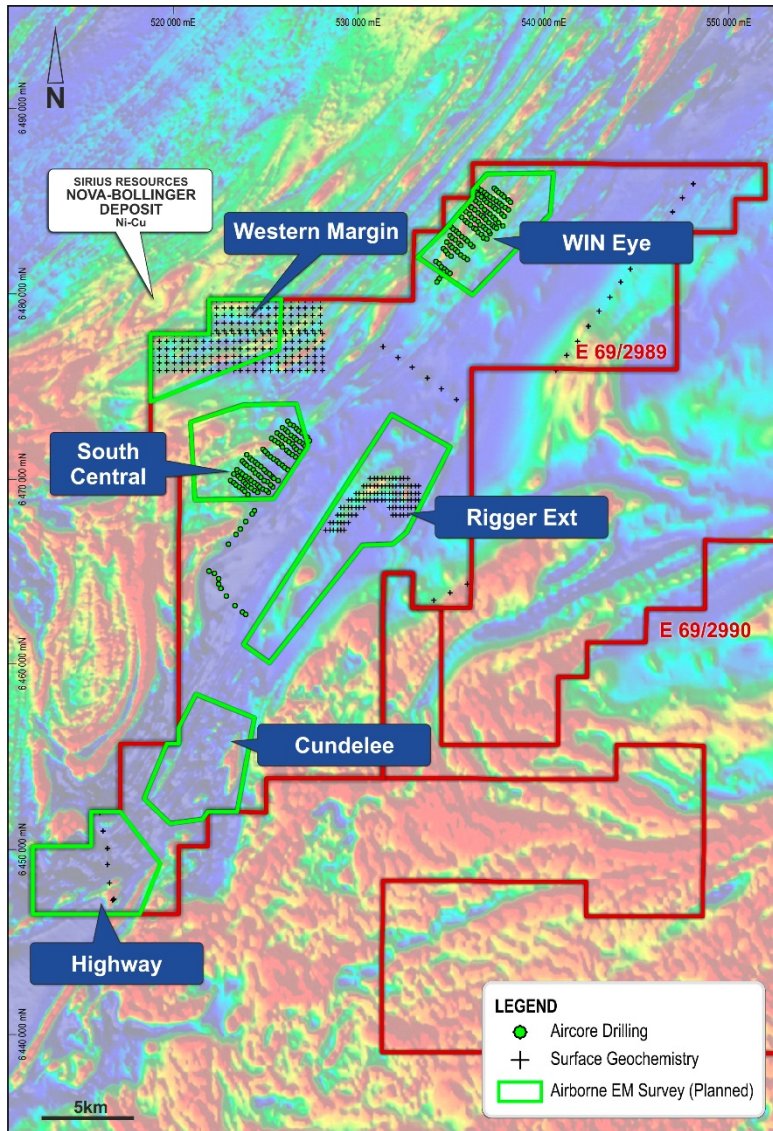 520 000 mE
530 000 mE
540 000 mE
550 000 mE
N
6 490 000 mN
SIRIUS RESOURCES
NOVA-BOLLINGER
DEPOSIT
Ni-Cu
Western Margin
WIN Eye
6 480 000 mN
E 69/2989
South
Central
6 470 000 mN
Rigger Ext
E 69/2990
6 460 000 mN
Cundelee
6 450 000 mN
Highway
6 440 000 mN
LEGEND
Aircore Drilling
Surface Geochemistry
Airborne EM Survey (Planned)
5km